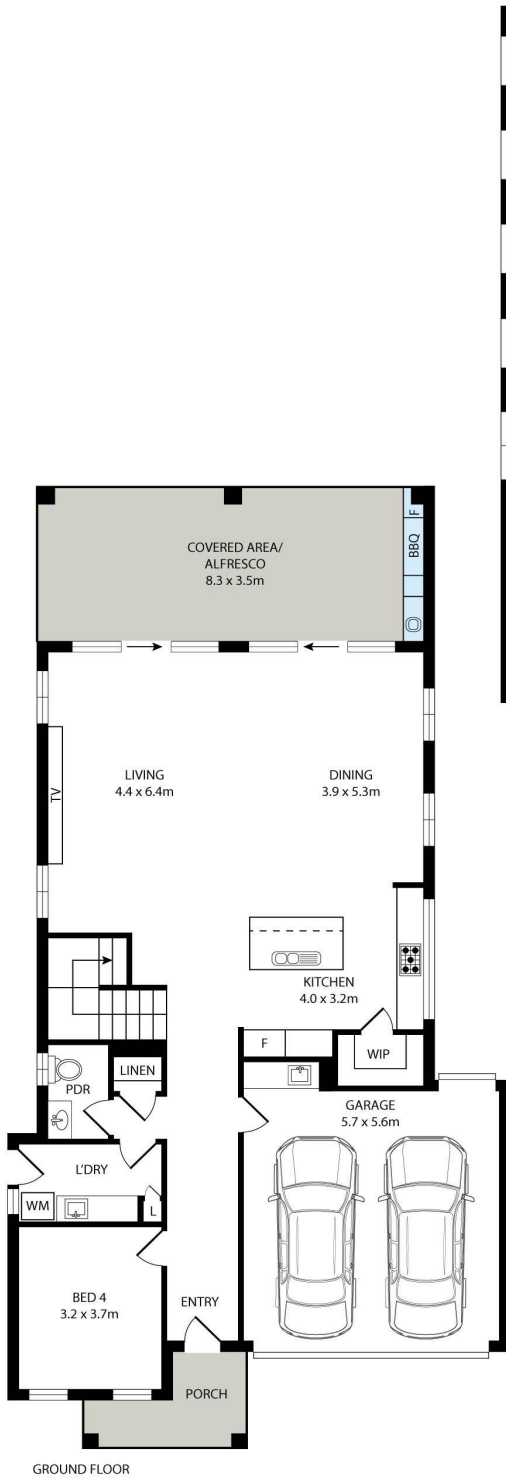 COVERED AREA/
ALFRESCO
8.3 x 3.5m
F
BBQ
LIVING
4.4 x 6.4m
DINING
3.9 x 5.3m
TV
KITCHEN
4.0 x 3.2m
F
WIP
LINEN
PDR
GARAGE
5.7 x 5.6m
L'DRY
WM
L
BED 4
3.2 x 3.7m
ENTRY
PORCH
GROUND FLOOR